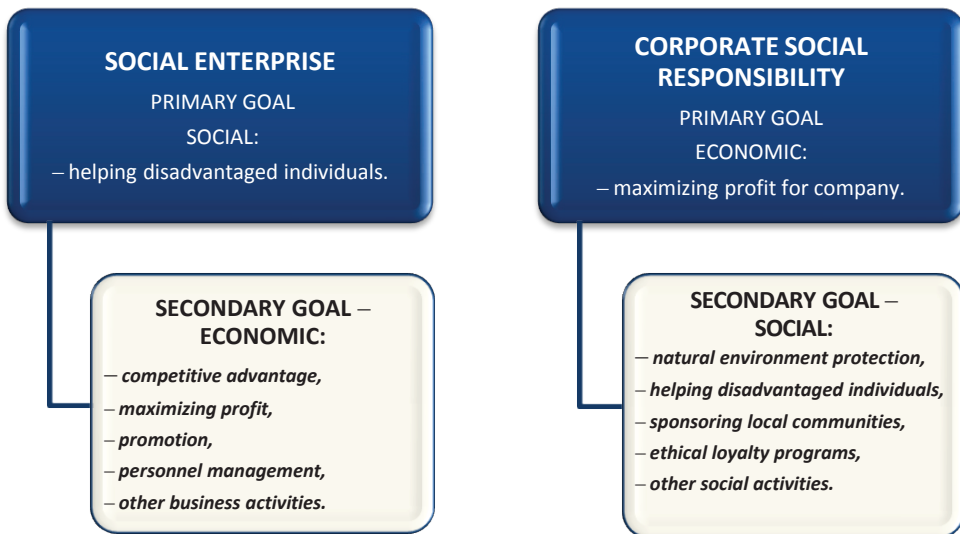 SOCIAL ENTERPRISE
PRIMARY GOAL
SOCIAL:
– helping disadvantaged individuals.
SECONDARY GOAL –
ECONOMIC:
– competitive advantage,
– maximizing profit,
– promotion,
– personnel management,
– other business activities.
CORPORATE SOCIAL
RESPONSIBILITY
PRIMARY GOAL
ECONOMIC:
– maximizing profit for company.
SECONDARY GOAL –
SOCIAL:
– natural environment protection,
– helping disadvantaged individuals,
– sponsoring local communities,
– ethical loyalty programs,
– other social activities.